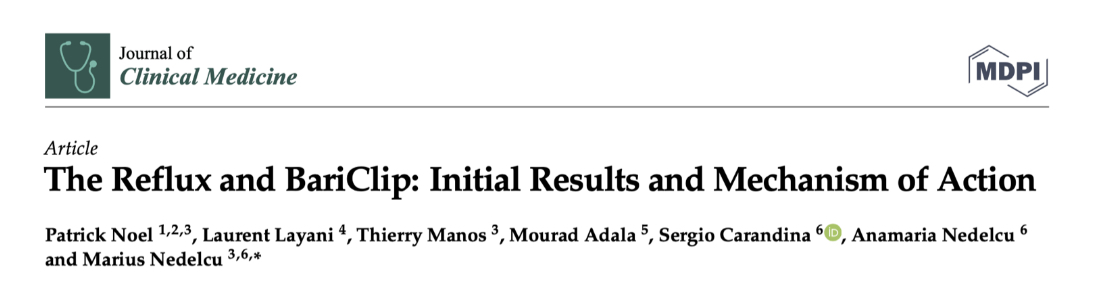 Journal of
Clinical Medicine
MDPI
Article
The Reflux and BariClip: Initial Results and Mechanism of Action
Patrick Noel 1,2,3, Laurent Layani 4, Thierry Manos 3, Mourad Adala 5, Sergio Carandina 6 iD, Anamaria Nedelcu 6
and Marius Nedelcu 3,6,*